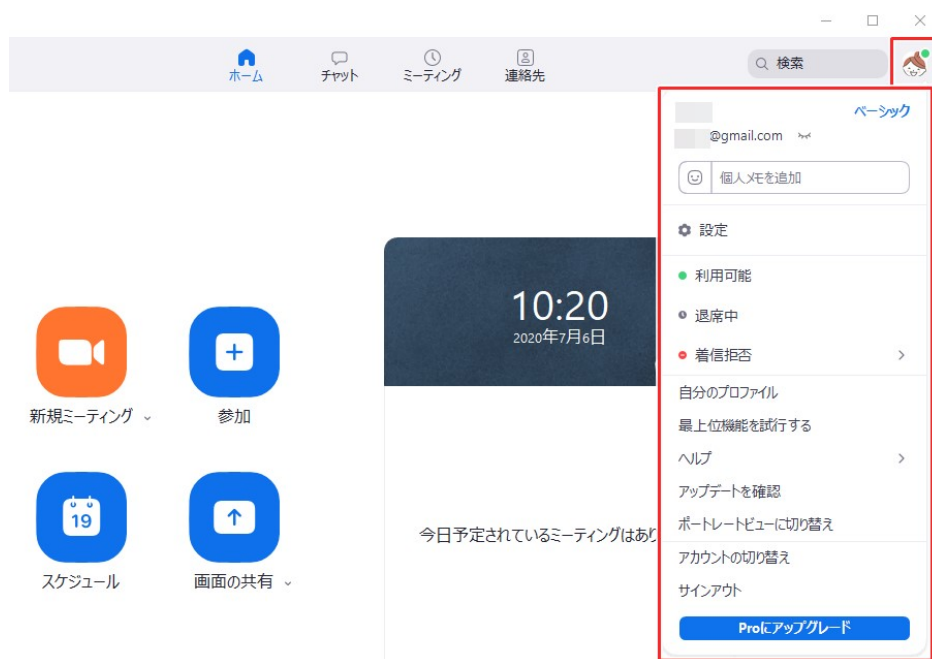 ホーム
チャット
ミーティング
連絡先
検索
ベーシック
@gmail.com
個人メモを追加
設定
利用可能
退席中
着信拒否
自分のプロファイル
最上位機能を試行する
ヘルプ
アップデートを確認
ポートレートビューに切り替え
アカウントの切り替え
サインアウト
Proにアップグレード
10:20
2020年7月6日
今日予定されているミーティングはあり
新規ミーティング
参加
19
スケジュール
画面の共有